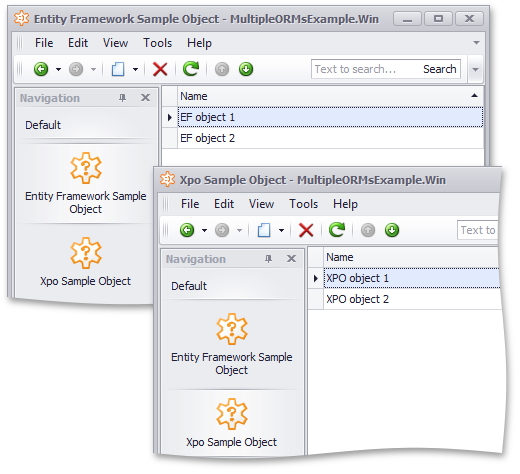 Entity Framework Sample Object - MultipleORMsExample.Win
File Edit View Tools Help
Text to search... Search
Navigation
Default
Entity Framework Sample
Object
Xpo Sample Object
Name
EF object 1
EF object 2
Xpo Sample Object - MultipleORMsExample.Win
File Edit View Tools Help
Text to
Navigation
Default
Entity Framework Sample
Object
Xpo Sample Object
Name
XPO object 1
XPO object 2